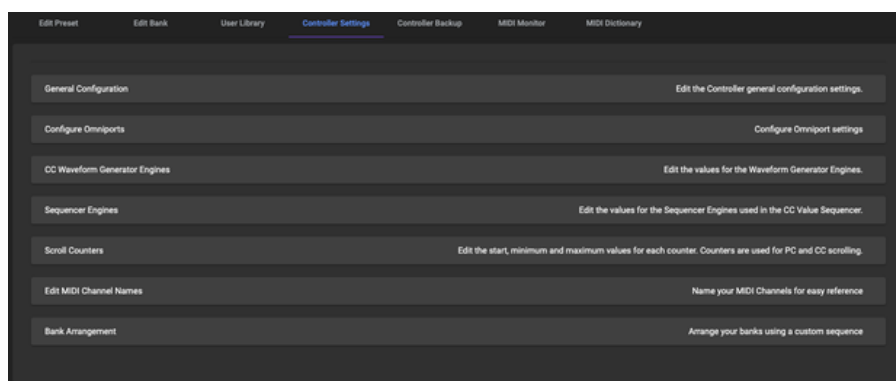 Edit Preset Edit Bank User Library Controller Settings Controller Backup MIDI Monitor MIDI Dictionary
General Configuration Edit the Controller general configuration settings.
Configure Omniports Configure Omniport settings
CC Waveform Generator Engines Edit the values for the Waveform Generator Engines.
Sequencer Engines Edit the values for the Sequencer Engines used in the CC Value Sequencer.
Scroll Counters Edit the start, minimum and maximum values for each counter. Counters are used for PC and CC scrolling.
Edit MIDI Channel Names Name your MIDI Channels for easy reference
Bank Arrangement Arrange your banks using a custom sequence